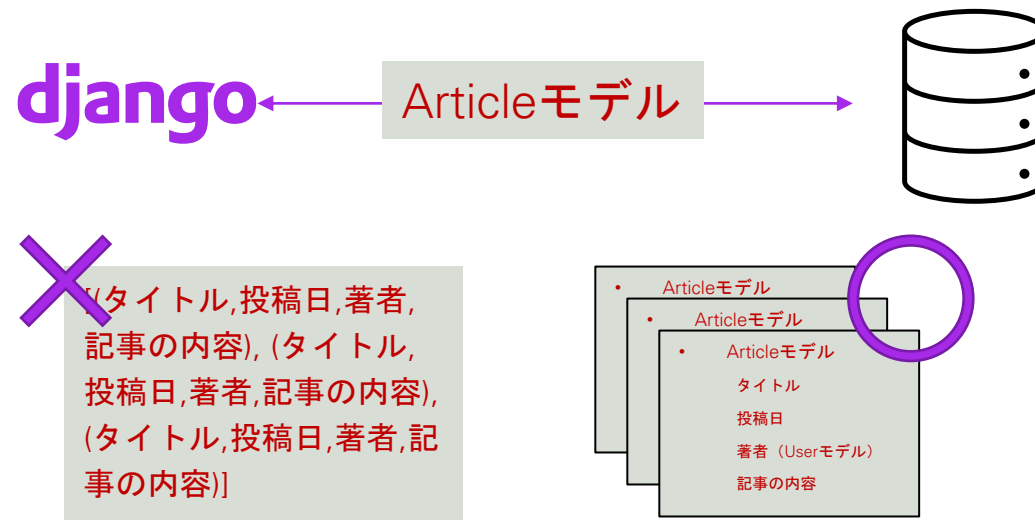 django
Articleモデル
[(タイトル,投稿日,著者,
記事の内容), (タイトル,
投稿日,著者,記事の内容),
(タイトル,投稿日,著者,記
事の内容)]
• Articleモデル
• Articleモデル
• Articleモデル
タイトル
投稿日
著者（Userモデル）
記事の内容